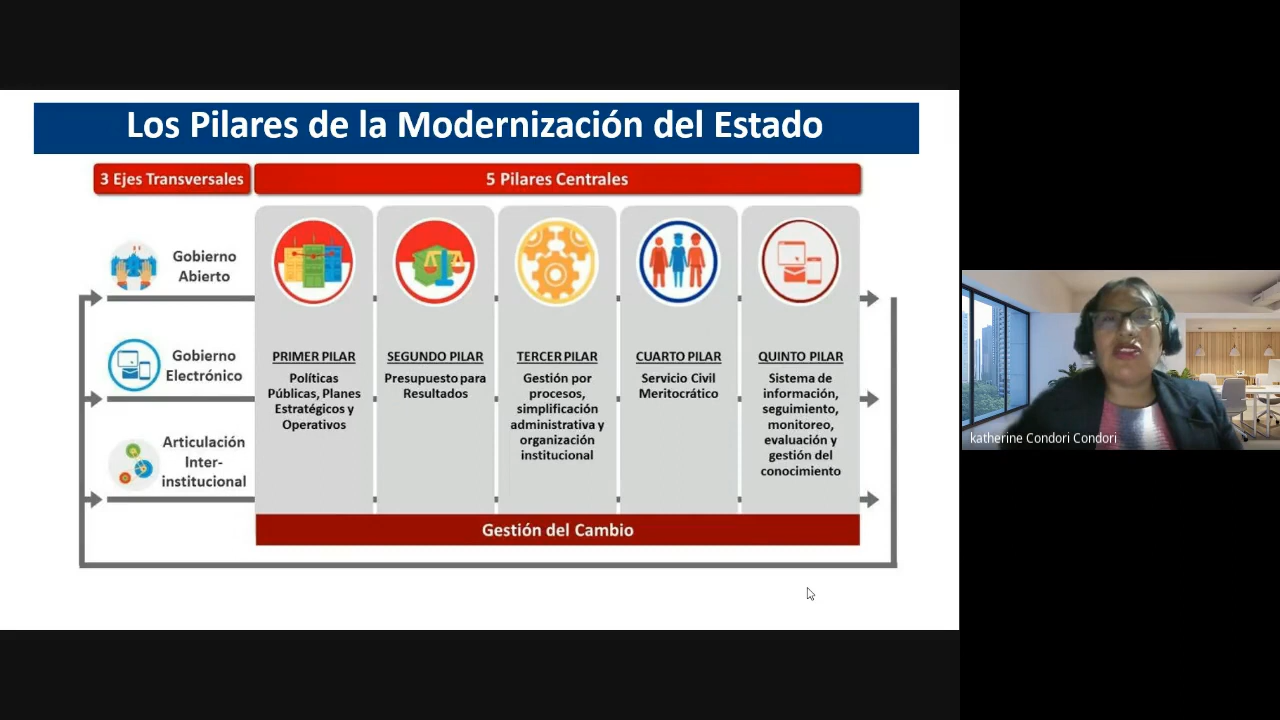 Los Pilares de la Modernización del Estado
3 Ejes Transversales
5 Pilares Centrales
Gobierno
Abierto
Gobierno
Electrónico
Articulación
Inter-
institucional
PRIMER PILAR
Políticas
Públicas, Planes
Estratégicos y
Operativos
SEGUNDO PILAR
Presupuesto para
Resultados
TERCER PILAR
Gestión por
procesos,
simplificación
administrativa y
organización
institucional
CUARTO PILAR
Servicio Civil
Meritocrático
QUINTO PILAR
Sistema de
información,
seguimiento,
monitoreo,
evaluación y
gestión del
conocimiento
Gestión del Cambio
katherine Condori Condori